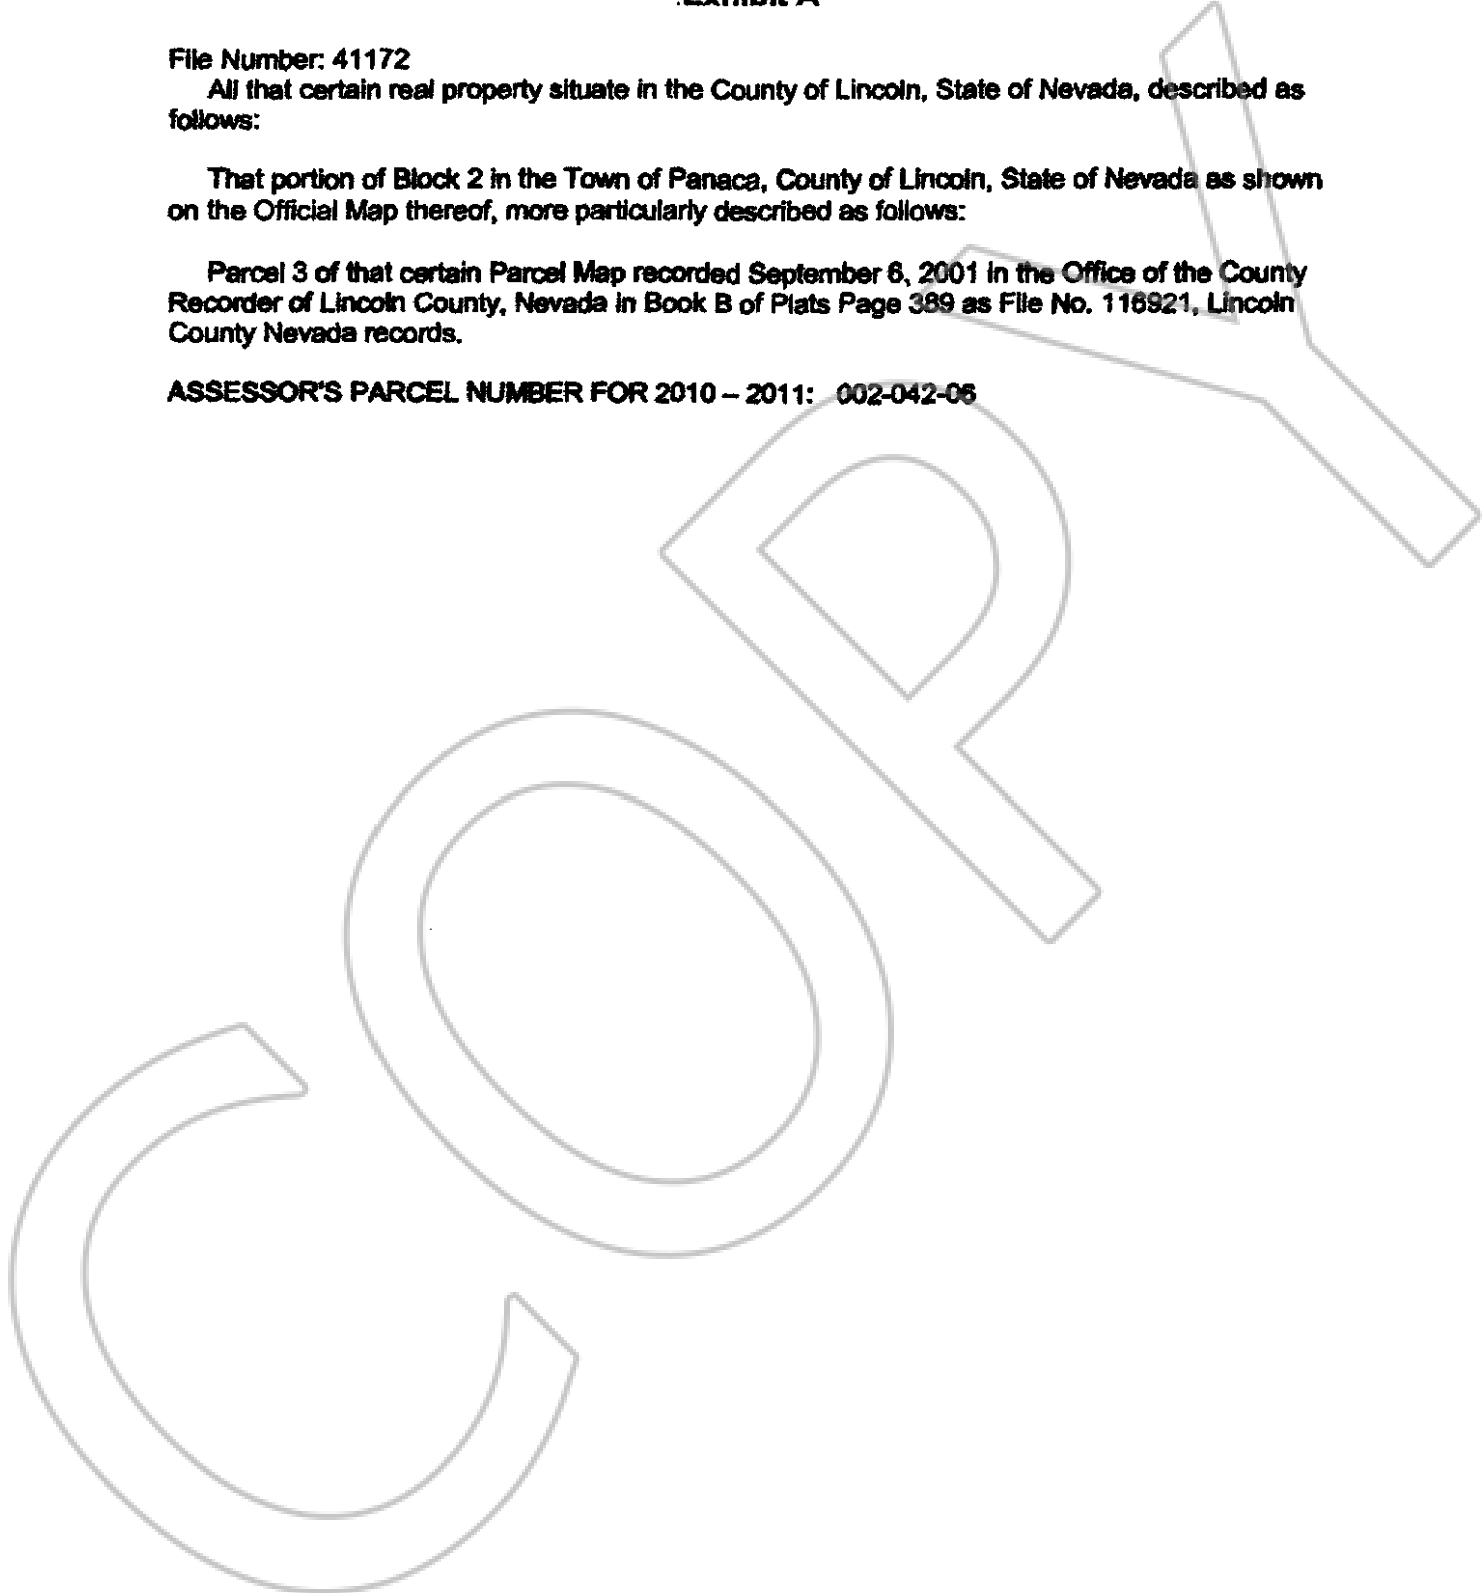 Exhibit A
File Number: 41172
All that certain real property situate in the County of Lincoln, State of Nevada, described as
follows:
That portion of Block 2 in the Town of Panaca, County of Lincoln, State of Nevada as shown
on the Official Map thereof, more particularly described as follows:
Parcel 3 of that certain Parcel Map recorded September 6, 2001 in the Office of the County
Recorder of Lincoln County, Nevada in Book B of Plats Page 389 as File No. 116921, Lincoln
County Nevada records.
ASSESSOR'S PARCEL NUMBER FOR 2010 – 2011: 002-042-06
COPY